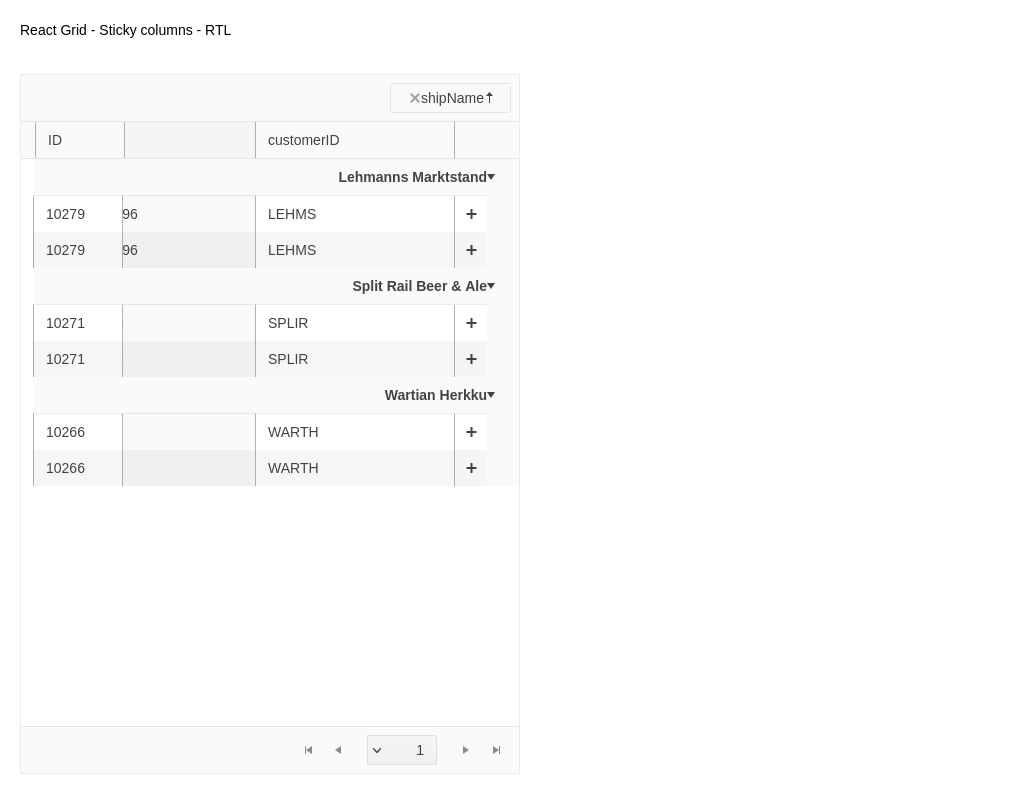 React Grid - Sticky columns - RTL
shipName
ID customerID
Lehmanns Marktstand
10279 96 LEHMS
10279 96 LEHMS
Split Rail Beer & Ale
10271 SPLIR
10271 SPLIR
Wartian Herkku
10266 WARTH
10266 WARTH
1